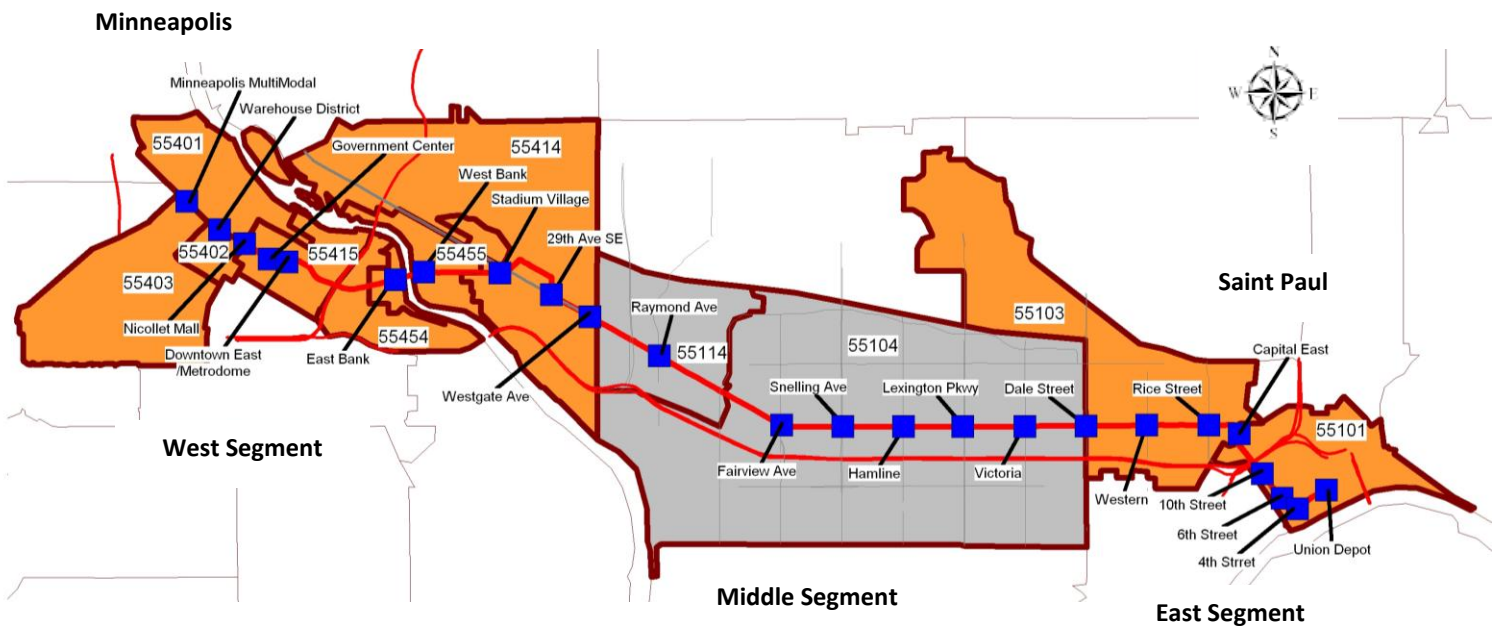 Minneapolis
Minneapolis MultiModal
Warehouse District
Government Center
55401
55414
West Bank
Stadium Village
29th Ave SE
55402
55415
55455
55403
Nicollet Mall
Downtown East
/Metrodome
East Bank
55454
Westgate Ave
West Segment
N
W
E
S
Saint Paul
Raymond Ave
55114
55104
55103
Capital East
Snelling Ave
Lexington Pkwy
Dale Street
Rice Street
55101
Fairview Ave
Hamline
Victoria
Western
10th Street
6th Street
4th Strret
Union Depot
Middle Segment
East Segment